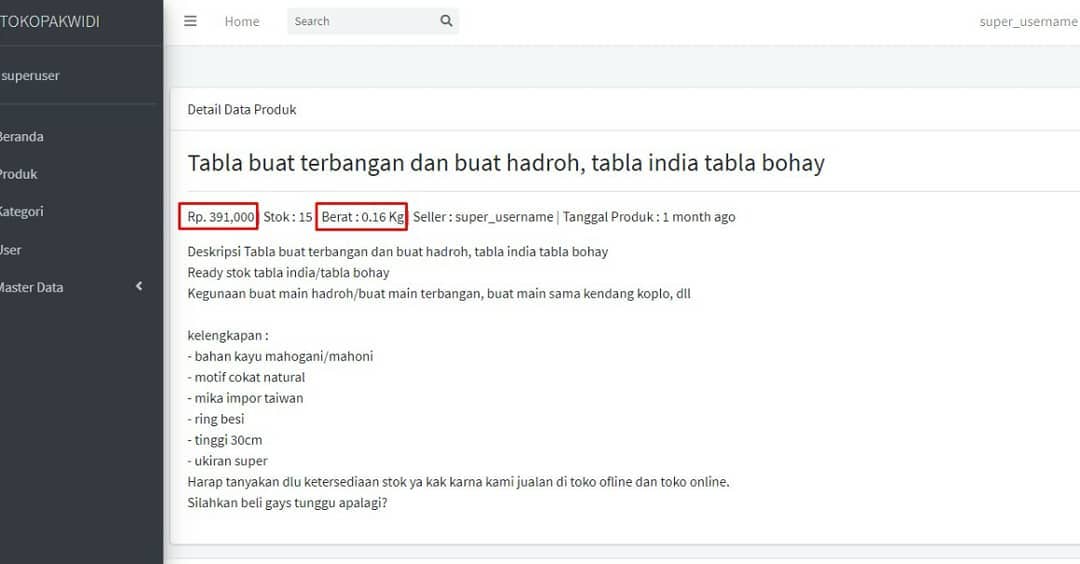 TOKOPAKWIDI
Home
Search
super_username
superuser
Beranda
Produk
Kategori
User
Master Data
Detail Data Produk
Tabla buat terbangan dan buat hadroh, tabla india tabla bohay
Rp. 391,000 Stok : 15 Berat : 0.16 Kg Seller : super_username | Tanggal Produk : 1 month ago
Deskripsi Tabla buat terbangan dan buat hadroh, tabla india tabla bohay
Ready stok tabla india/tabla bohay
Kegunaan buat main hadroh/buat main terbangan, buat main sama kendang koplo, dll
kelengkapan :
- bahan kayu mahogani/mahoni
- motif cokat natural
- mika impor taiwan
- ring besi
- tinggi 30cm
- ukiran super
Harap tanyakan dlu ketersediaan stok ya kak karna kami jualan di toko ofline dan toko online.
Silahkan beli gays tunggu apalagi?